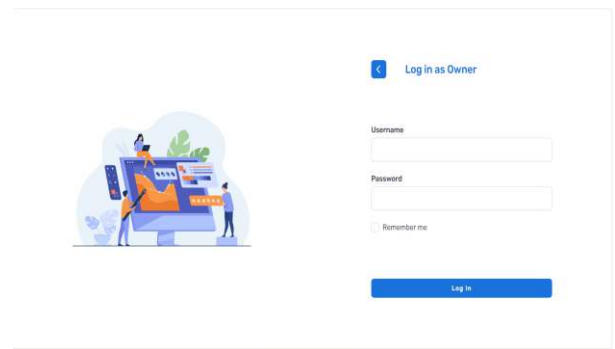 Log in as Owner
Username
Password
Remember me
Log In